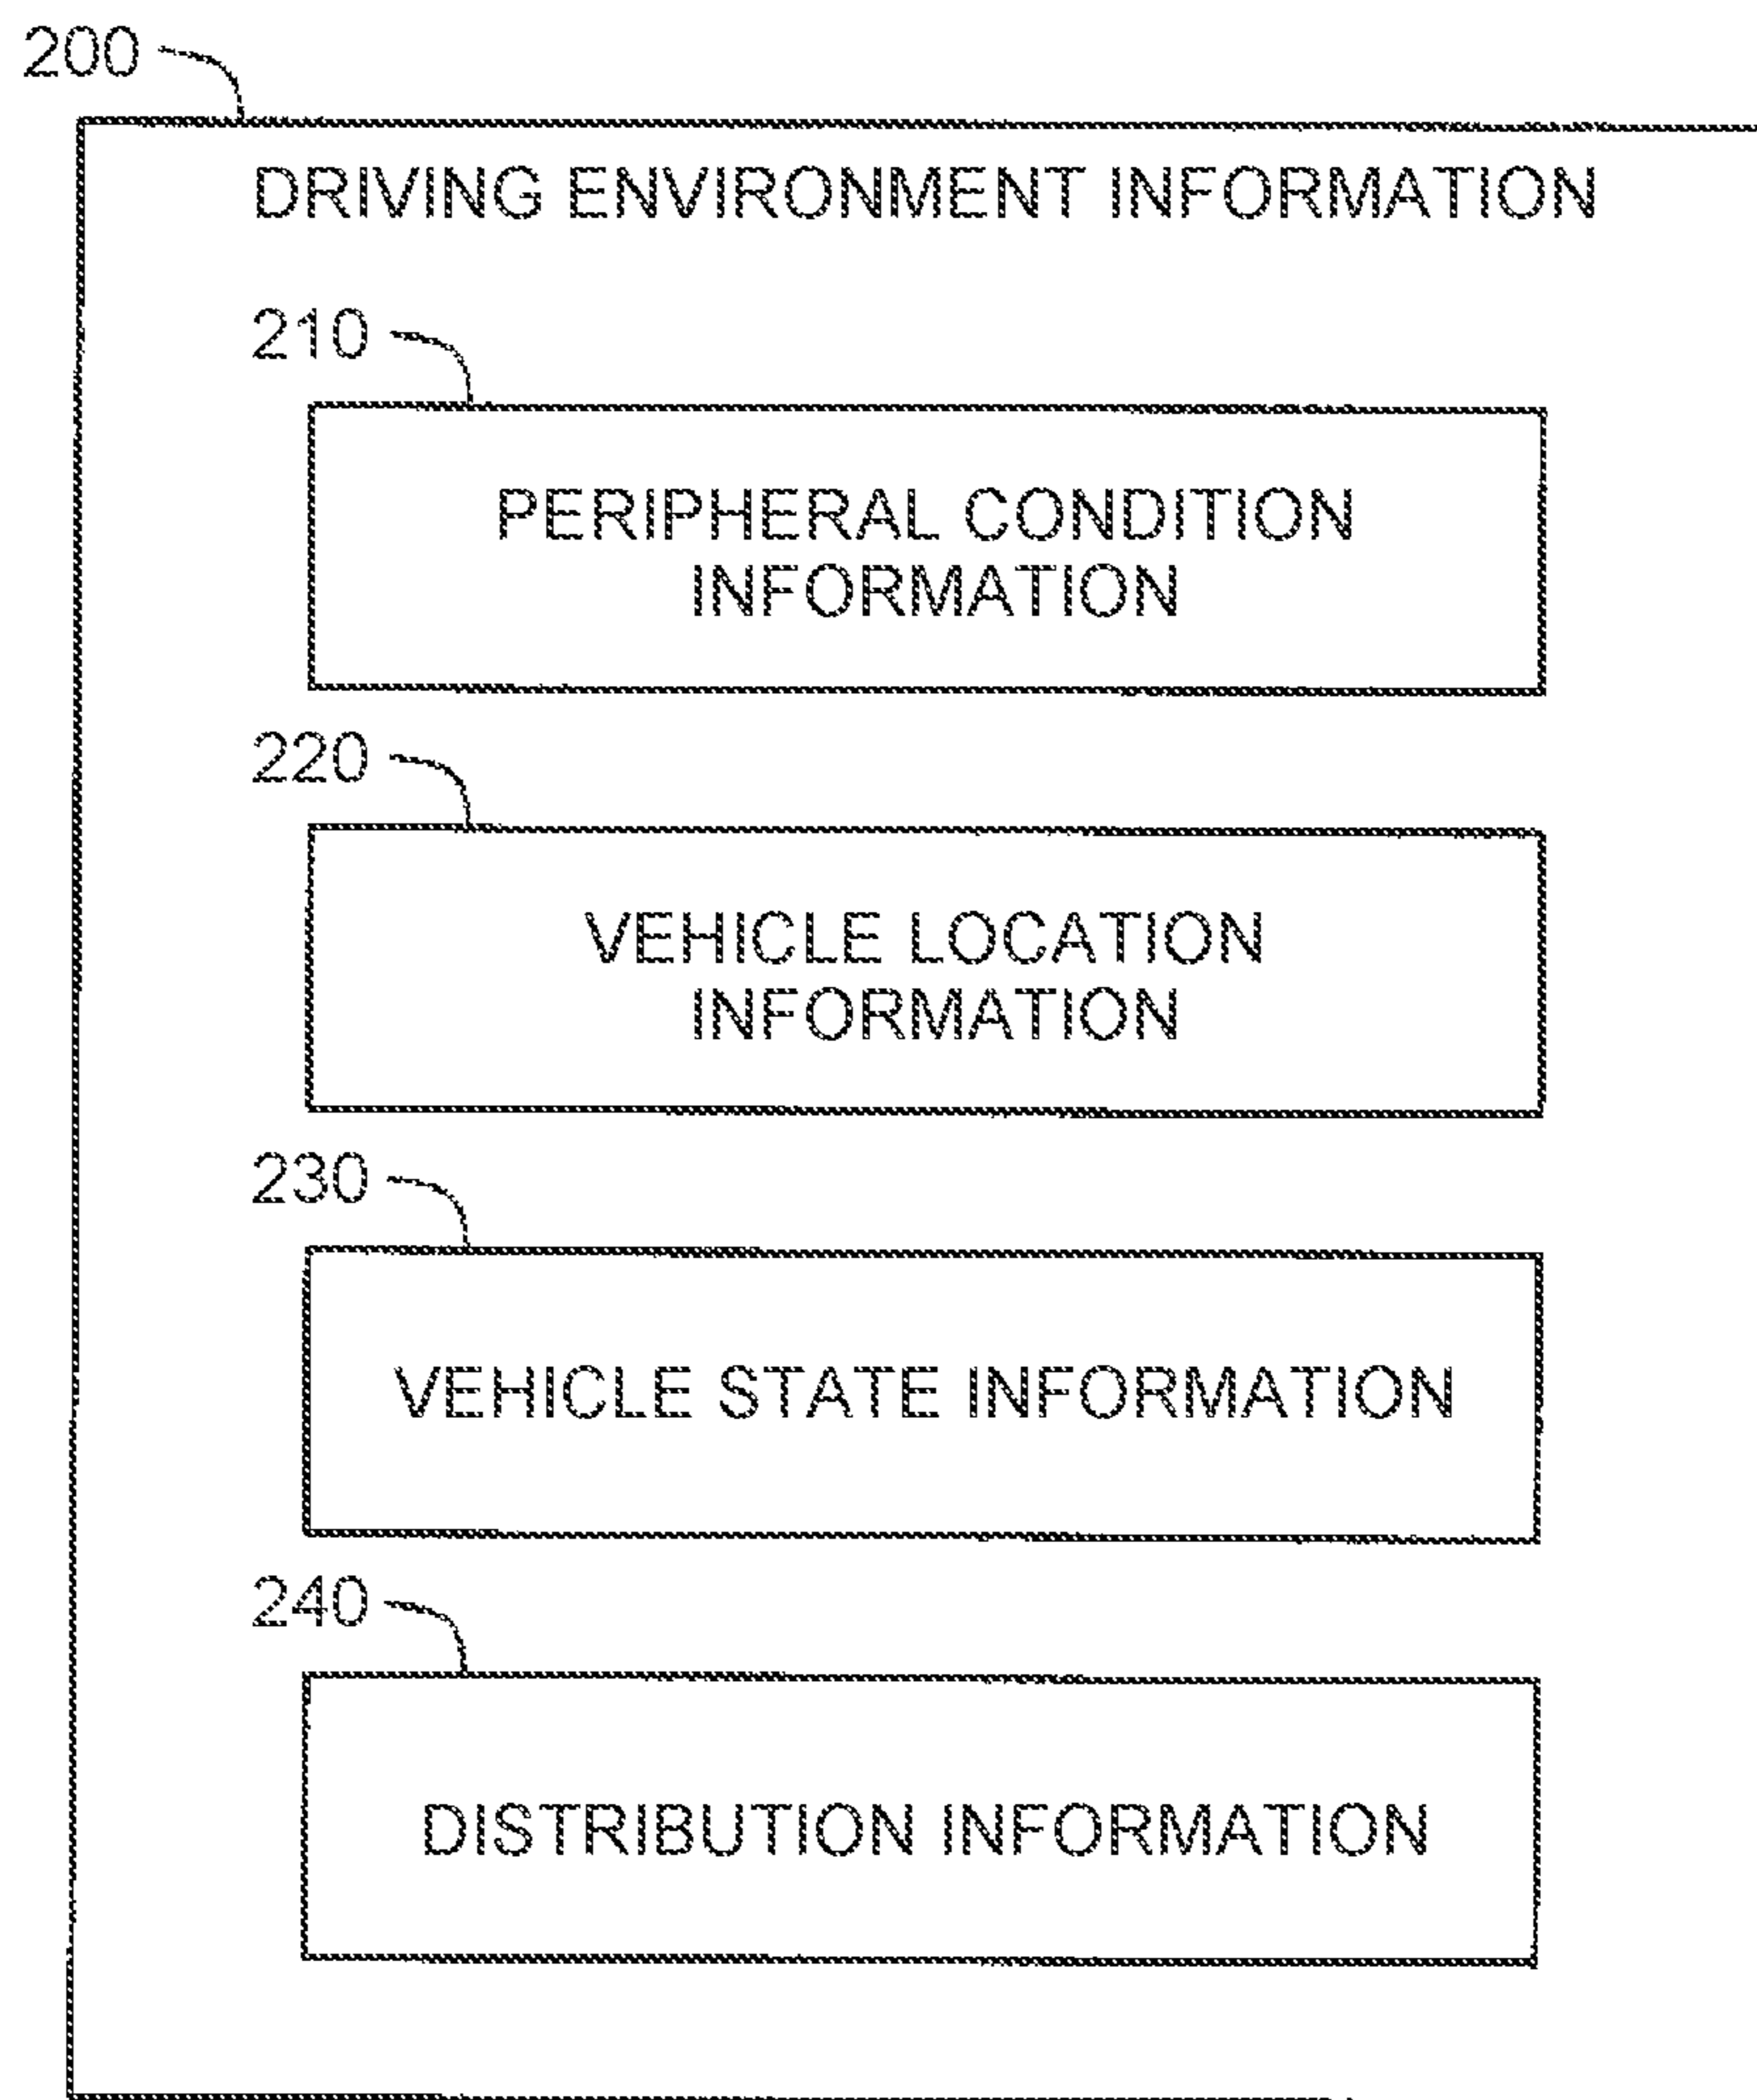 200
DRIVING ENVIRONMENT INFORMATION
210
PERIPHERAL CONDITION
INFORMATION
220
VEHICLE LOCATION
INFORMATION
230
VEHICLE STATE INFORMATION
240
DISTRIBUTION INFORMATION